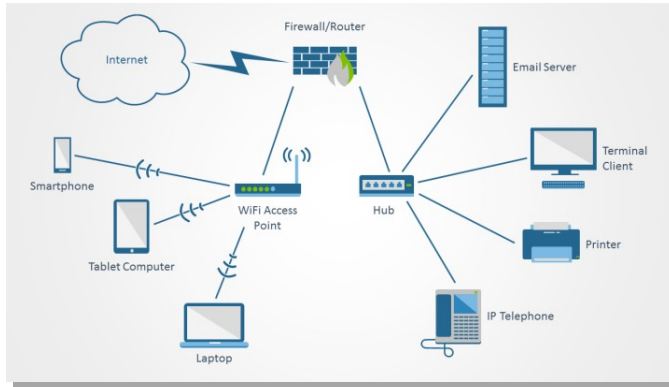 Firewall/Router
Internet
Email Server
Terminal
Client
Smartphone
WiFi Access
Point
Hub
Printer
Tablet Computer
IP Telephone
Laptop